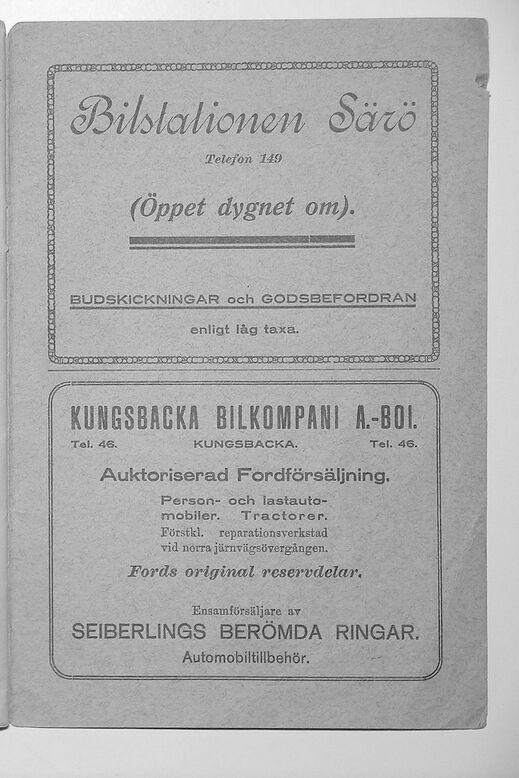 Bilstationen Särö
Telefon 149
(Öppet dygnet om).
BUDSKICKNINGAR och GODSBEFORDRAN
enligt låg taxa.
KUNGSBACKA BILKOMPANI A.-BOL.
Tel. 46. KUNGSBACKA. Tel. 46.
Auktoriserad Fordförsäljning.
Person- och lastauto-
mobiler. Tractorer.
Förstkl. reparationsverkstad
vid norra järnvägsövergången.
Fords original reservdelar.
Ensamförsäljare av
SEIBERLINGS BERÖMDA RINGAR.
Automobiltillbehör.